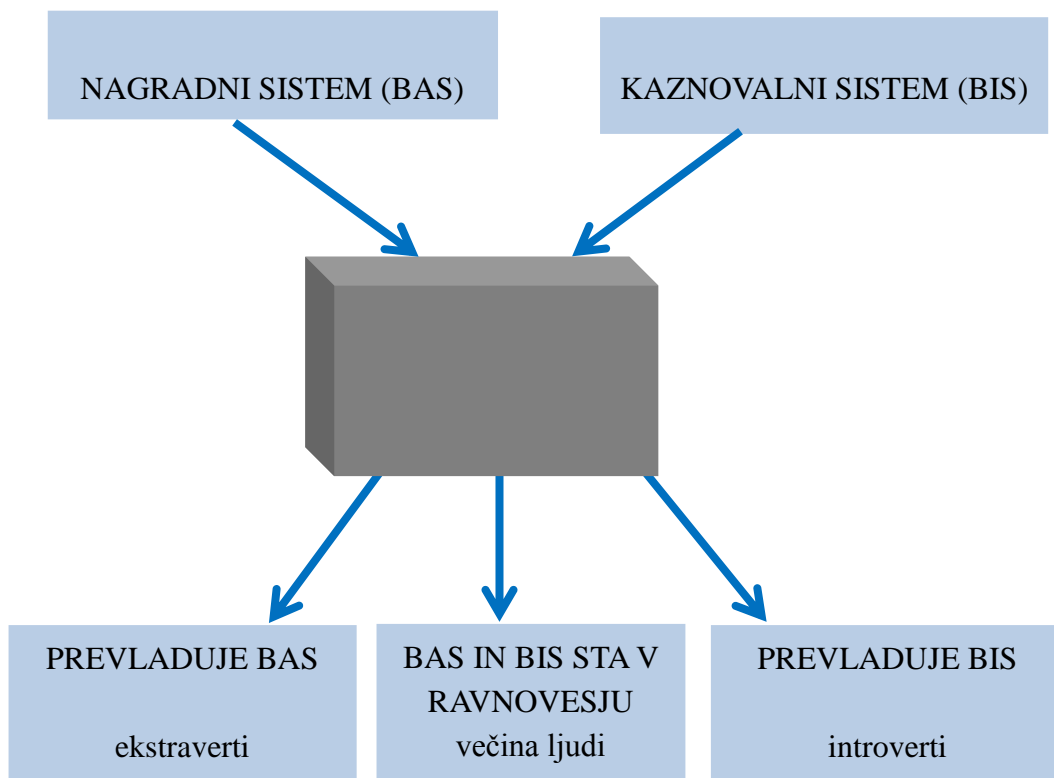 NAGRADNI SISTEM (BAS)
KAZNOVALNI SISTEM (BIS)
PREVLADUJE BAS
ekstraverti
BAS IN BIS STA V
RAVNOVESJU
večina ljudi
PREVLADUJE BIS
introverti